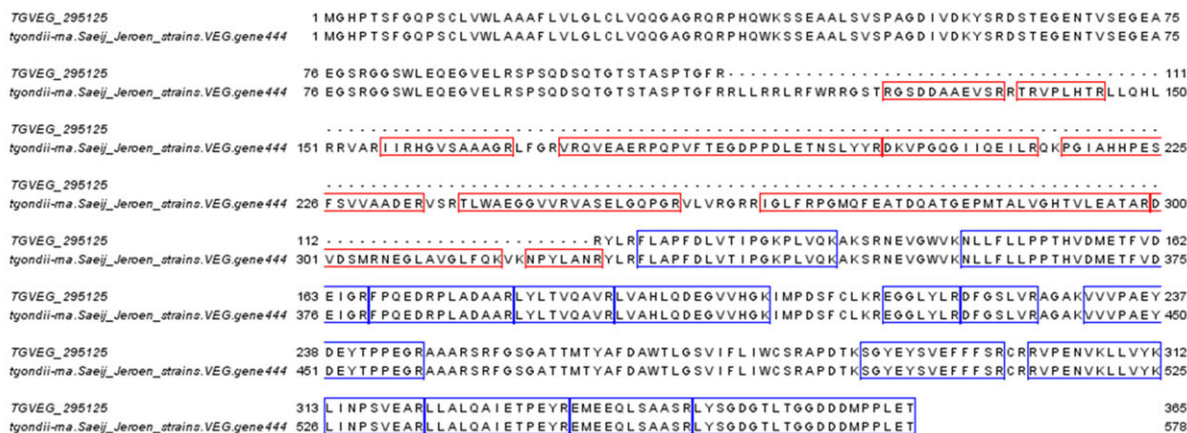 TGVEG_295125 1 MGHPTSFGQPSCLVWLAAAFLVLGLCLVQQGAGRQRPHQWKSSEAALSVSPAGDIVDKYSRDSTEGENTVSEGEA 75
tgondii-ma.Saeij_Jeroen_strains.VEG.gene444 1 MGHPTSFGQPSCLVWLAAAFLVLGLCLVQQGAGRQRPHQWKSSEAALSVSPAGDIVDKYSRDSTEGENTVSEGEA 75
TGVEG_295125 76 EGSRGGSWLEQEGVELRSPSQDSQTGTSTASPTGFR....................................... 111
tgondii-ma.Saeij_Jeroen_strains.VEG.gene444 76 EGSRGGSWLEQEGVELRSPSQDSQTGTSTASPTGFRRLLRRLRFWRRGSTRGSDDAAEVSRRTRVPLHTRLLQHL 150
TGVEG_295125 ...........................................................................
tgondii-ma.Saeij_Jeroen_strains.VEG.gene444 151 RRVARIIRHGVSAAAGRLFGRVRQVEAERPQPVFTEGDPPDLETNSLYYRDKVPGQGIIQEILRQKPGIAHHPES 225
TGVEG_295125 ...........................................................................
tgondii-ma.Saeij_Jeroen_strains.VEG.gene444 226 FSVVAADERVSRTLWAEGGVVRVASELGQPGRVLVRGRRIGLFRPGMQFEATDQATGEPMTALVGHTVLEATARD 300
TGVEG_295125 112 ........................RYLRFLAPFDLVTIPGKPLVQKAKSRNEVGWVKNLLFLLPPTHVDMETFVD 162
tgondii-ma.Saeij_Jeroen_strains.VEG.gene444 301 VDSMRNEGLAVGLFQKVKNPYLANRYLRFLAPFDLVTIPGKPLVQKAKSRNEVGWVKNLLFLLPPTHVDMETFVD 375
TGVEG_295125 163 EIGRFPQEDRPLADAARLYLTVQAVRLVAHLQDEGVVHGKIMPDSFCLKREGGLYLRDFGSLVRAGAKVVVPAEY 237
tgondii-ma.Saeij_Jeroen_strains.VEG.gene444 376 EIGRFPQEDRPLADAARLYLTVQAVRLVAHLQDEGVVHGKIMPDSFCLKREGGLYLRDFGSLVRAGAKVVVPAEY 450
TGVEG_295125 238 DEYTPPEGRAAARSRFGSGATTMTYAFDAWTLGSVIFLIWCSRAPDTKSGYEYSVEFFFSRCRRVPENVKLLVYK 312
tgondii-ma.Saeij_Jeroen_strains.VEG.gene444 451 DEYTPPEGRAAARSRFGSGATTMTYAFDAWTLGSVIFLIWCSRAPDTKSGYEYSVEFFFSRCRRVPENVKLLVYK 525
TGVEG_295125 313 LINPSVEARLLALQAIETPEYREMEEQLSAASRLYSGDGTLTGGDDDMPPLET 365
tgondii-ma.Saeij_Jeroen_strains.VEG.gene444 526 LINPSVEARLLALQAIETPEYREMEEQLSAASRLYSGDGTLTGGDDDMPPLET 578